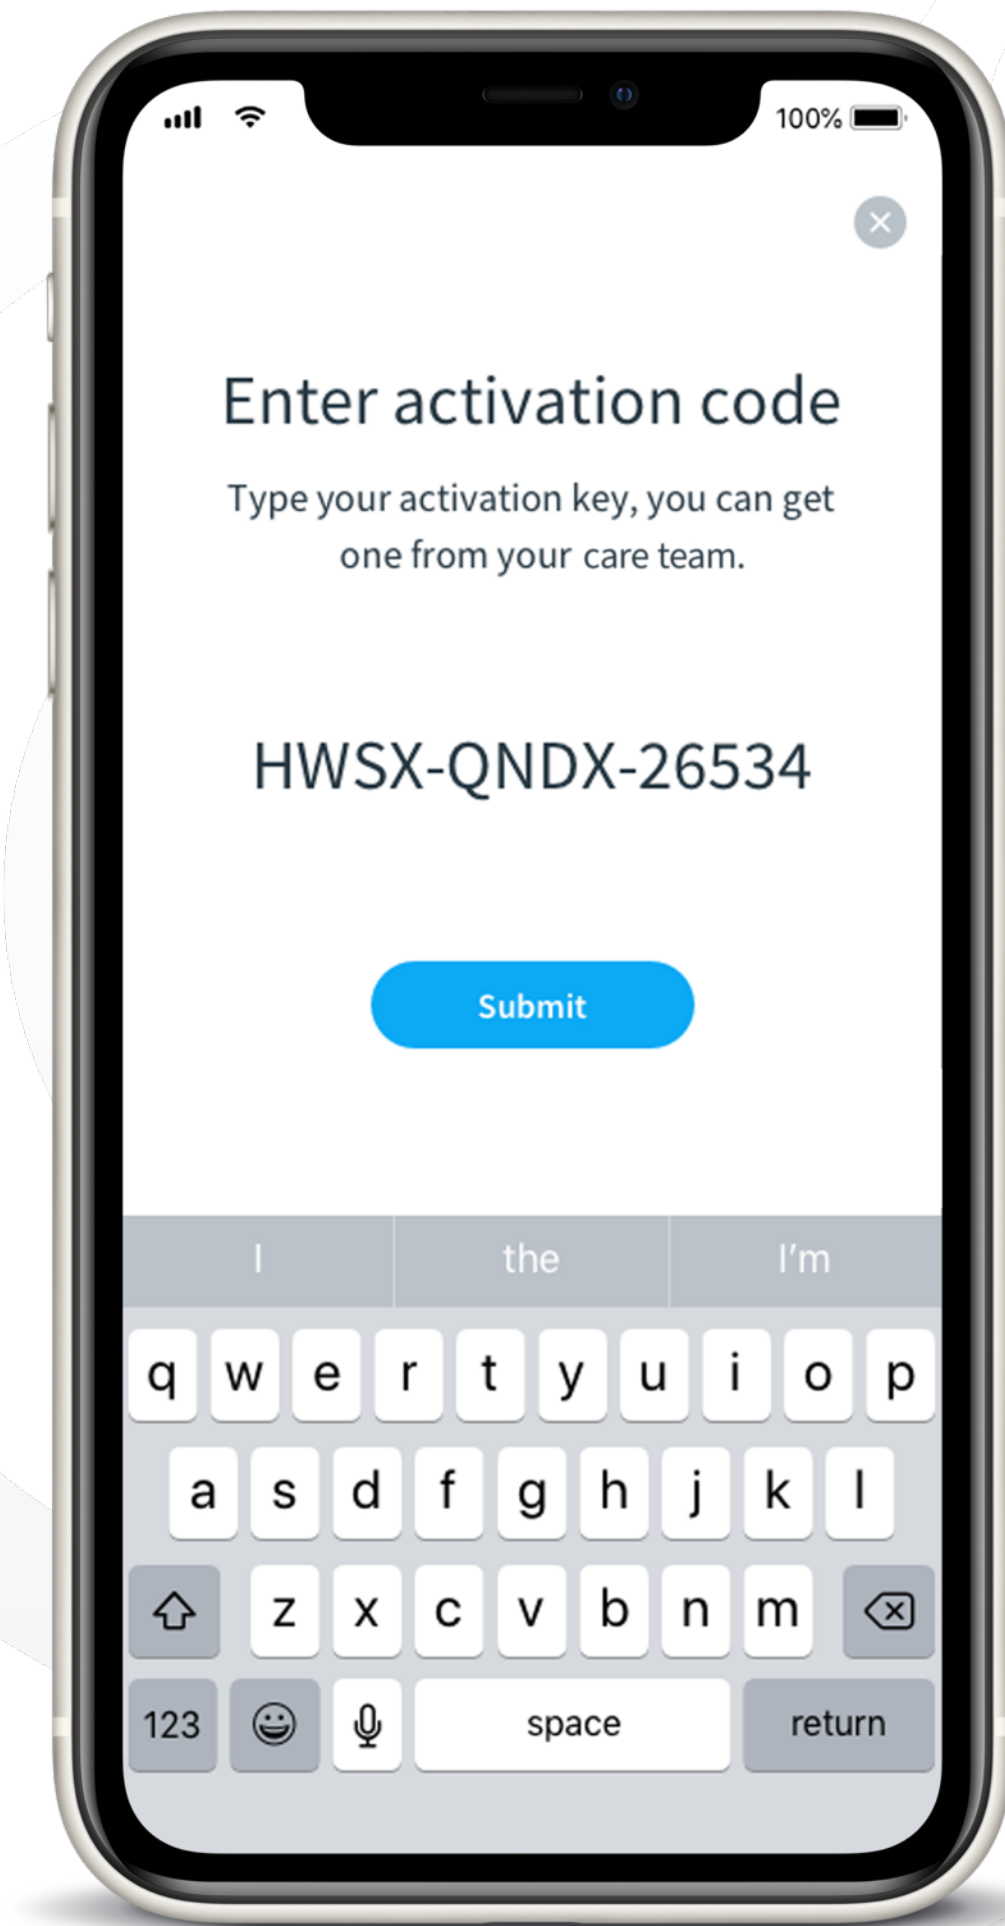 100%
Enter activation code
Type your activation key, you can get
one from your care team.
HWSX-QNDX-26534
Submit
I the I'm
q w e r t y u i o p
a s d f g h j k l
z x c v b n m
123 space return